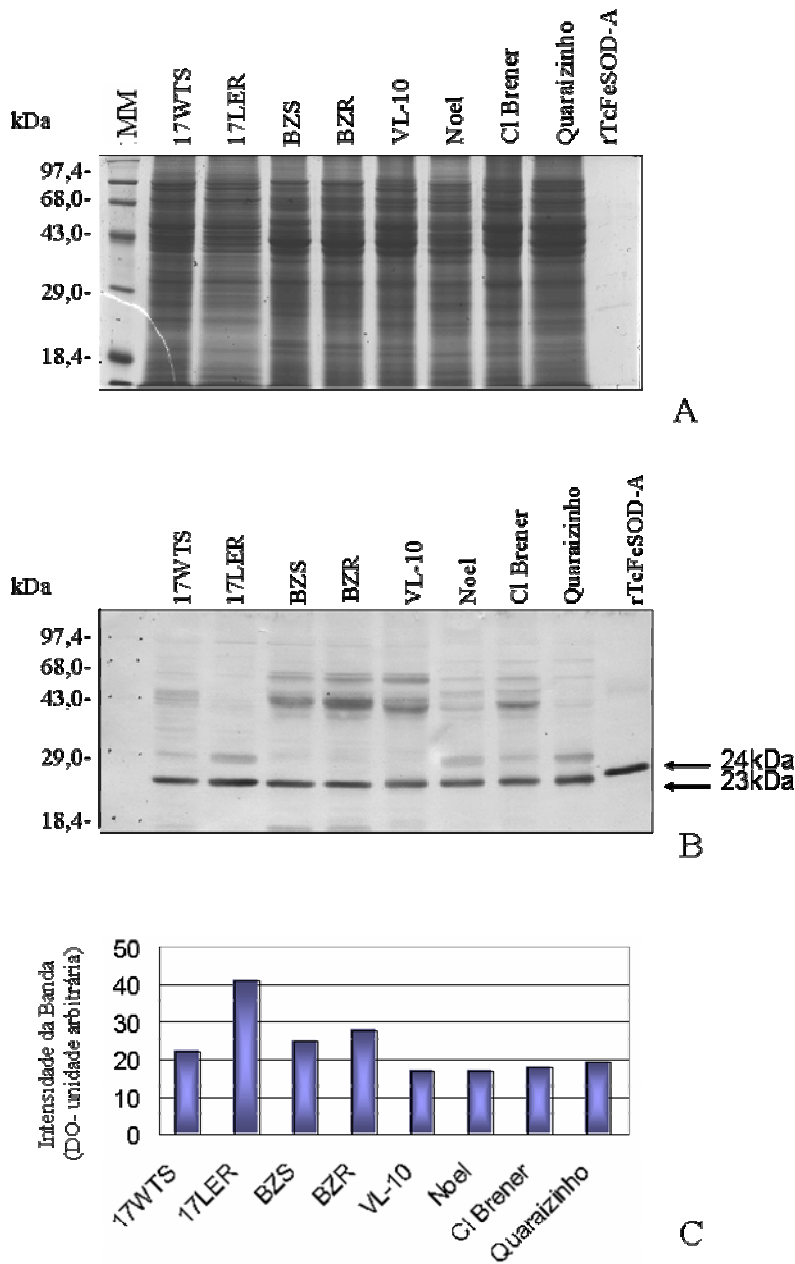 kDa
MM
17WTS
17LER
BZS
BZR
VL-10
Noel
Cl Brener
Quaraizinho
rTcFeSOD-A
97,4-
68,0-
43,0-
29,0-
18,4-
A
kDa
17WTS
17LER
BZS
BZR
VL-10
Noel
Cl Brener
Quaraizinho
rTcFeSOD-A
97,4-
68,0-
43,0-
29,0-
18,4-
24kDa
23kDa
B
Intensidade da Banda
(DO- unidade arbitrária)
50
40
30
20
10
0
17WTS
17LER
BZS
BZR
VL-10
Noel
Cl Brener
Quaraizinho
C